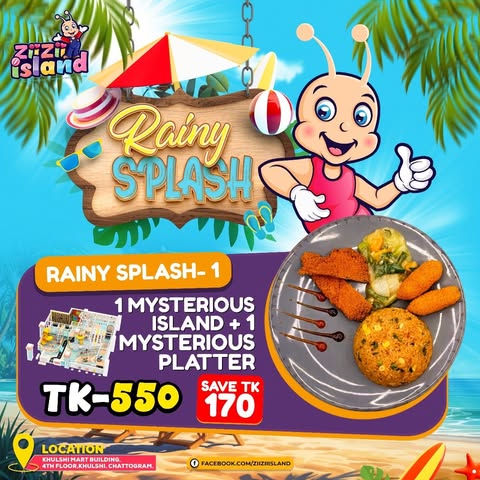 ZiiZii
island
Rainy
SPLASH
RAINY SPLASH- 1
1 MYSTERIOUS
ISLAND + 1
MYSTERIOUS
PLATTER
TK-550
SAVE TK
170
LOCATION
KHULSHI MART BUILDING,
4TH FLOOR,KHULSHI, CHATTOGRAM.
FACEBOOK.COM/ZIIZIIISLAND